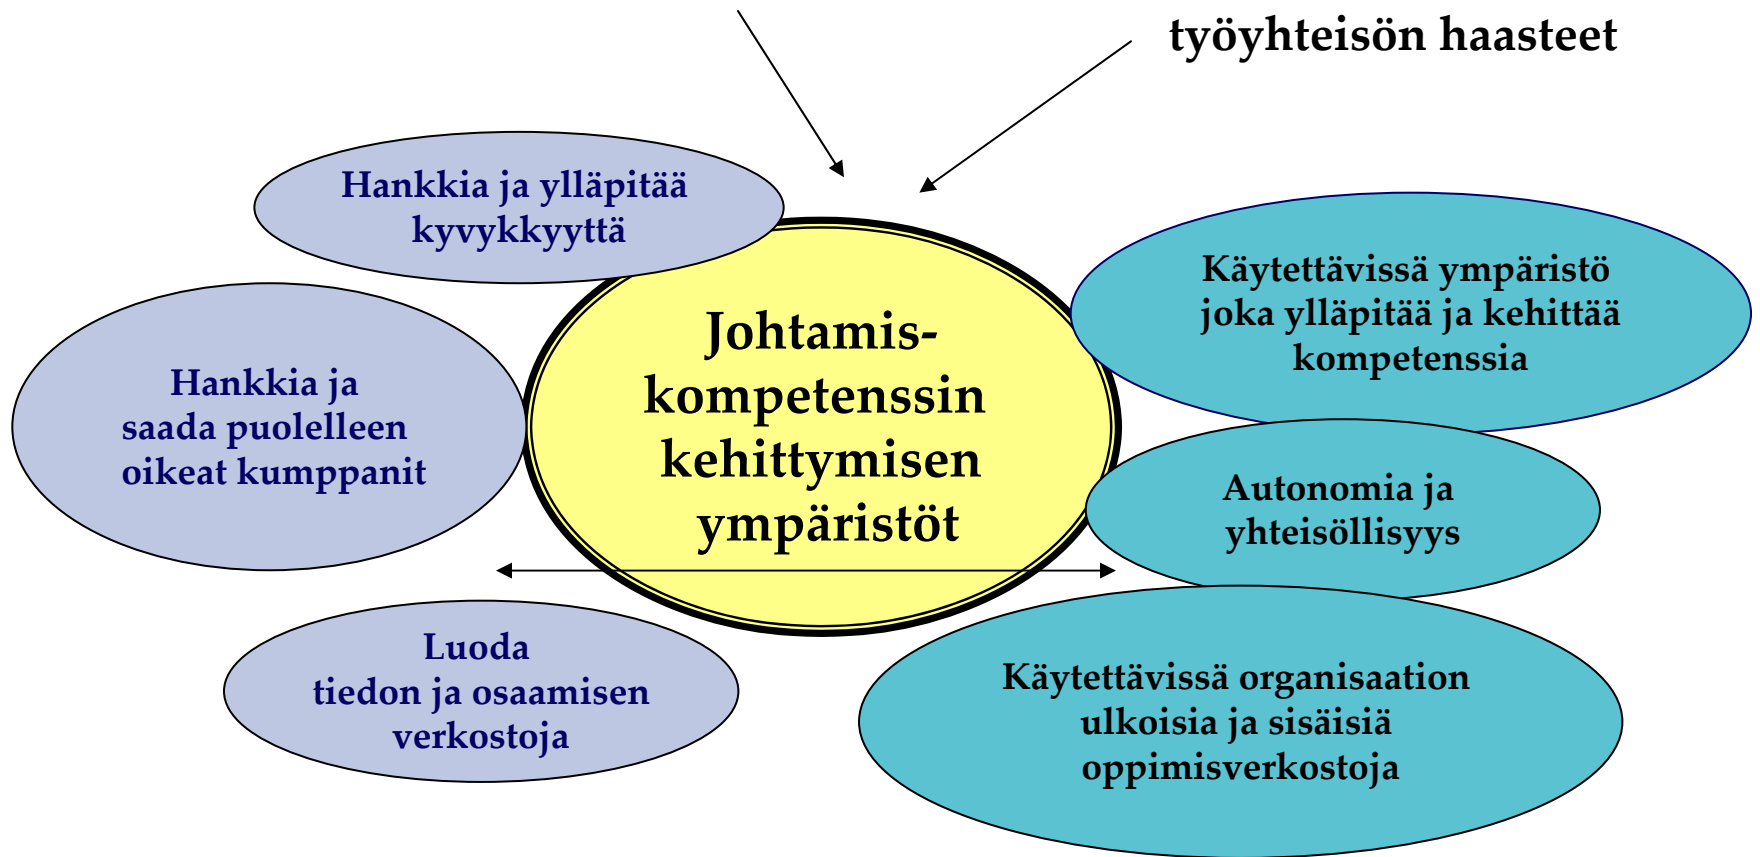 työyhteisön haasteet
Hankkia ja ylläpitää
kyvykkyyttä
Hankkia ja
saada puolelleen
oikeat kumppanit
Luoda
tiedon ja osaamisen
verkostoja
Johtamis-
kompetenssin
kehittymisen
ympäristöt
Käytettävissä ympäristö
joka ylläpitää ja kehittää
kompetenssia
Autonomia ja
yhteisöllisyys
Käytettävissä organisaation
ulkoisia ja sisäisiä
oppimisverkostoja